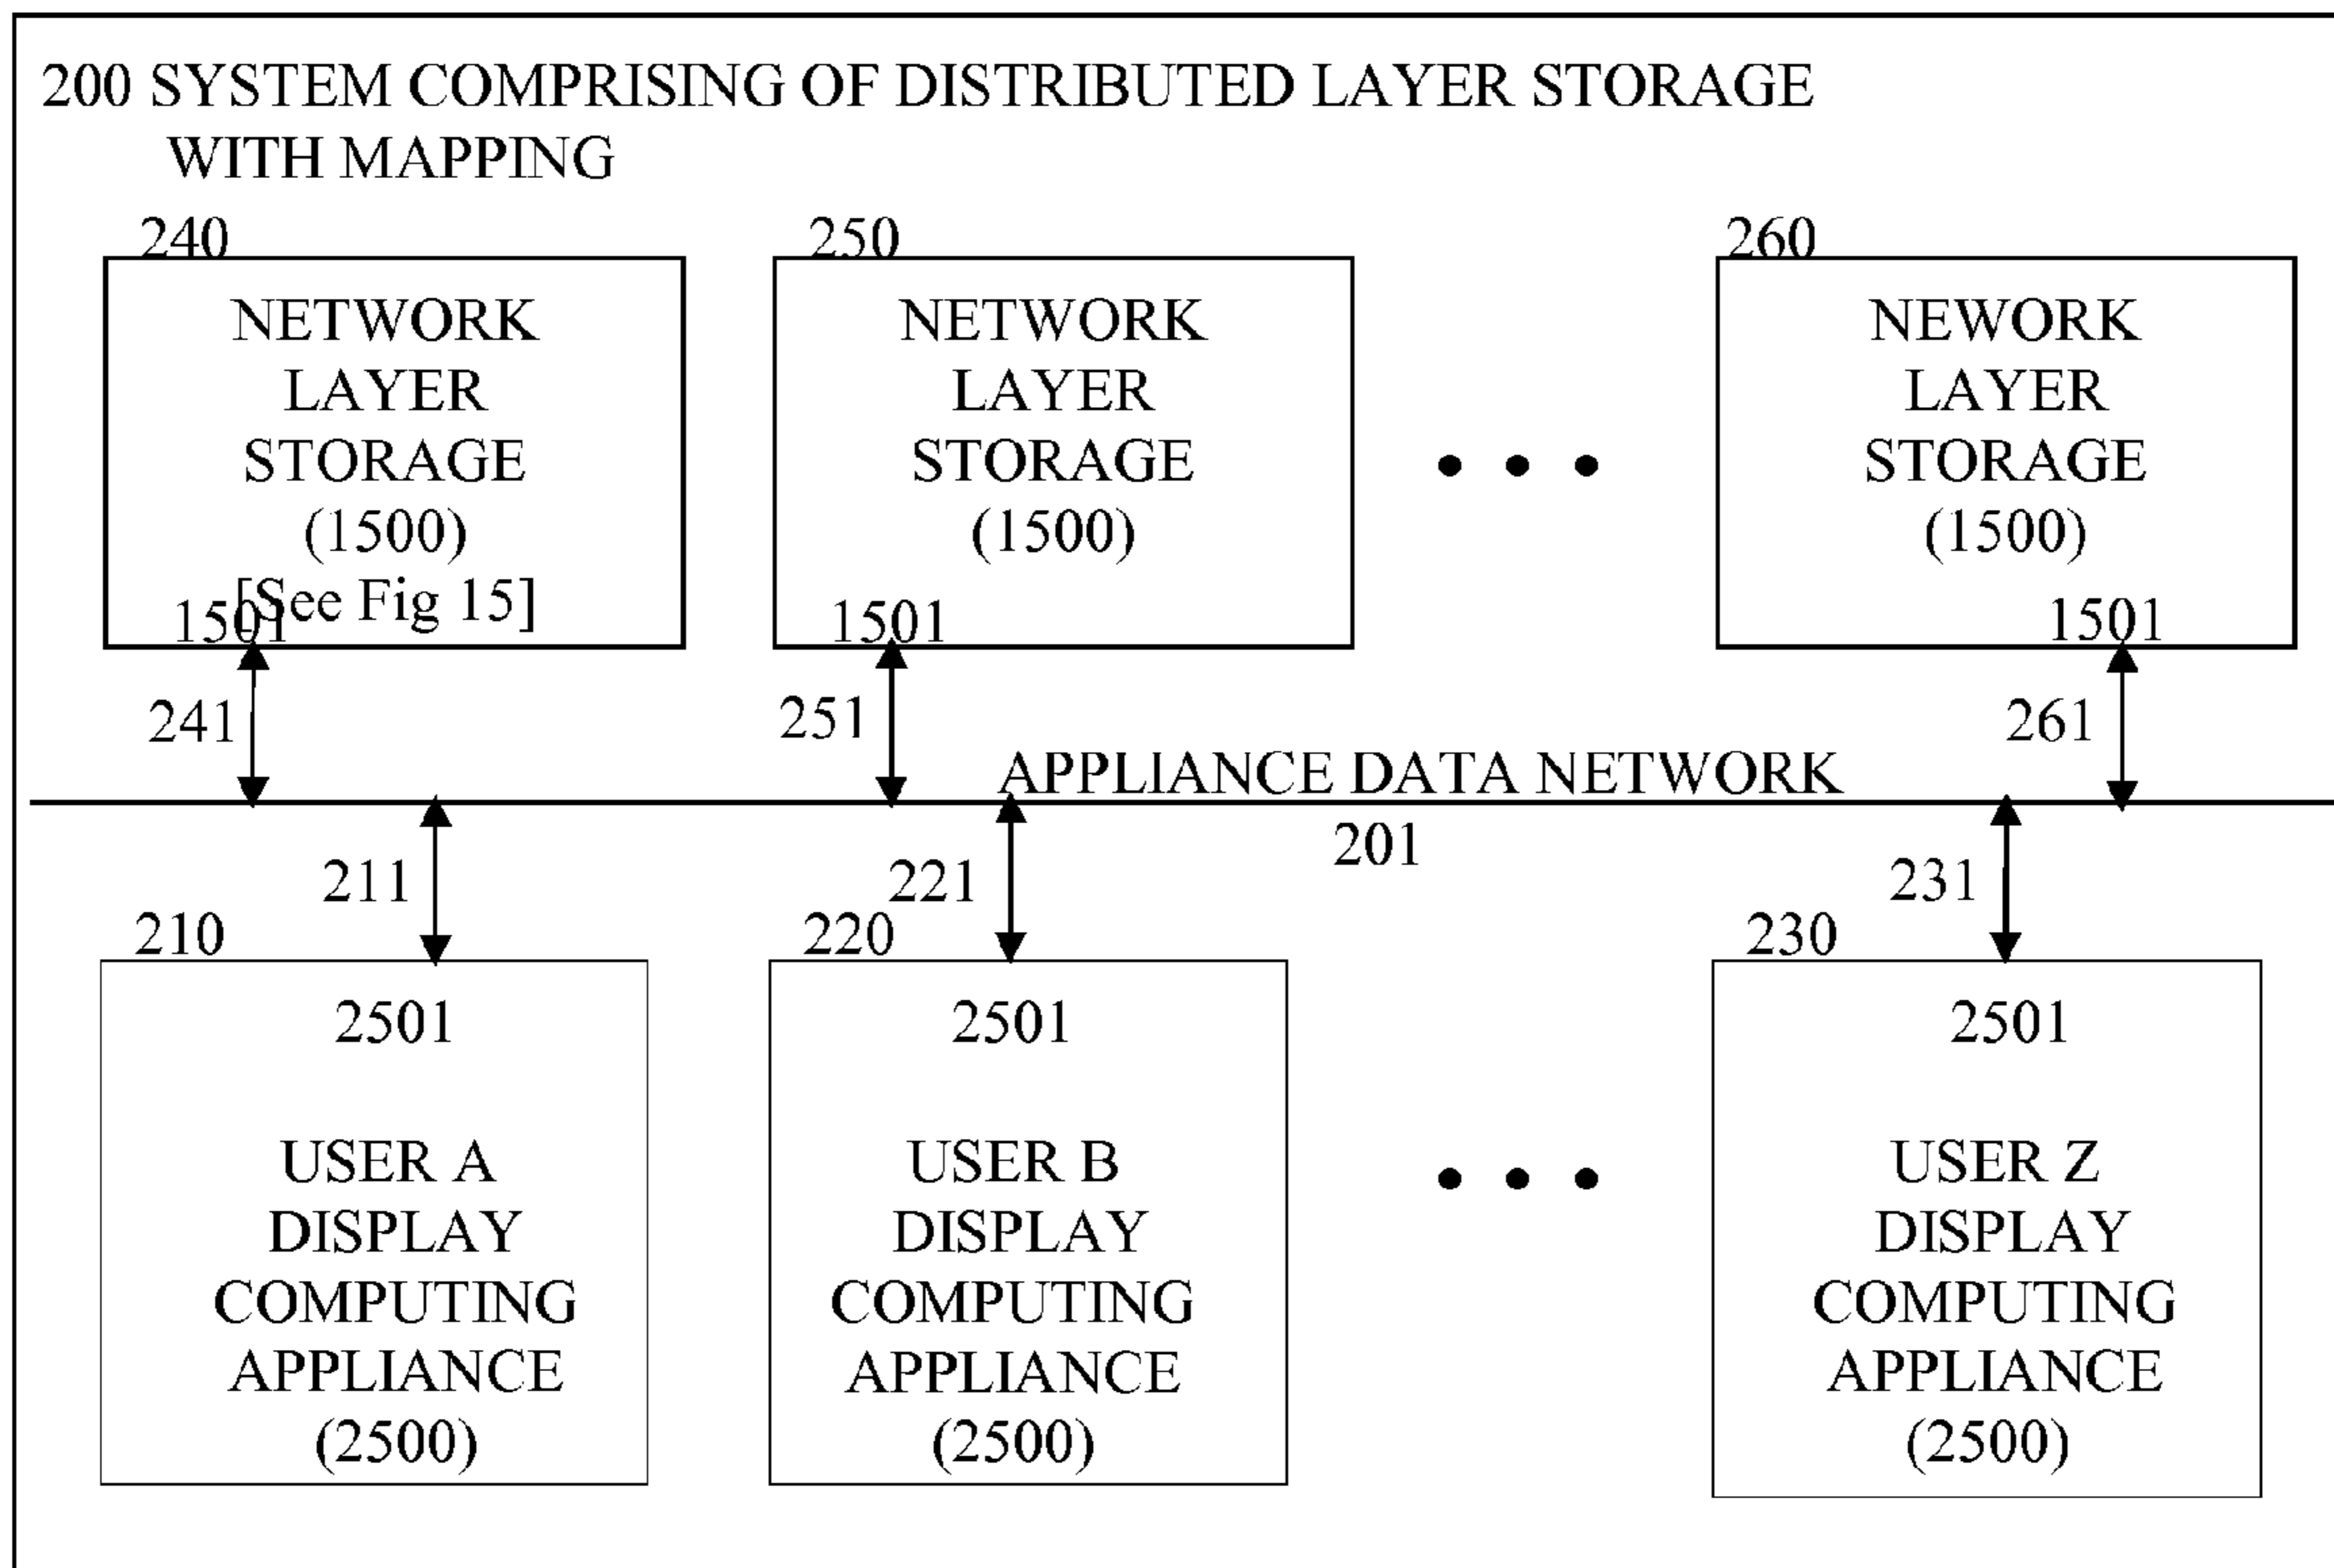 200 SYSTEM COMPRISING OF DISTRIBUTED LAYER STORAGE
WITH MAPPING
240
NETWORK
LAYER
STORAGE
(1500)
[See Fig 15]
1501
241
250
NETWORK
LAYER
STORAGE
(1500)
1501
251
260
NEWORK
LAYER
STORAGE
(1500)
1501
261
APPLIANCE DATA NETWORK
201
211
210
2501
USER A
DISPLAY
COMPUTING
APPLIANCE
(2500)
221
220
2501
USER B
DISPLAY
COMPUTING
APPLIANCE
(2500)
231
230
2501
USER Z
DISPLAY
COMPUTING
APPLIANCE
(2500)